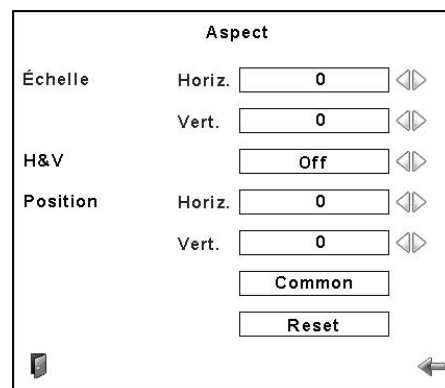 Aspect
Échelle Horiz. 0
Vert. 0
H&V Off
Position Horiz. 0
Vert. 0
Common
Reset